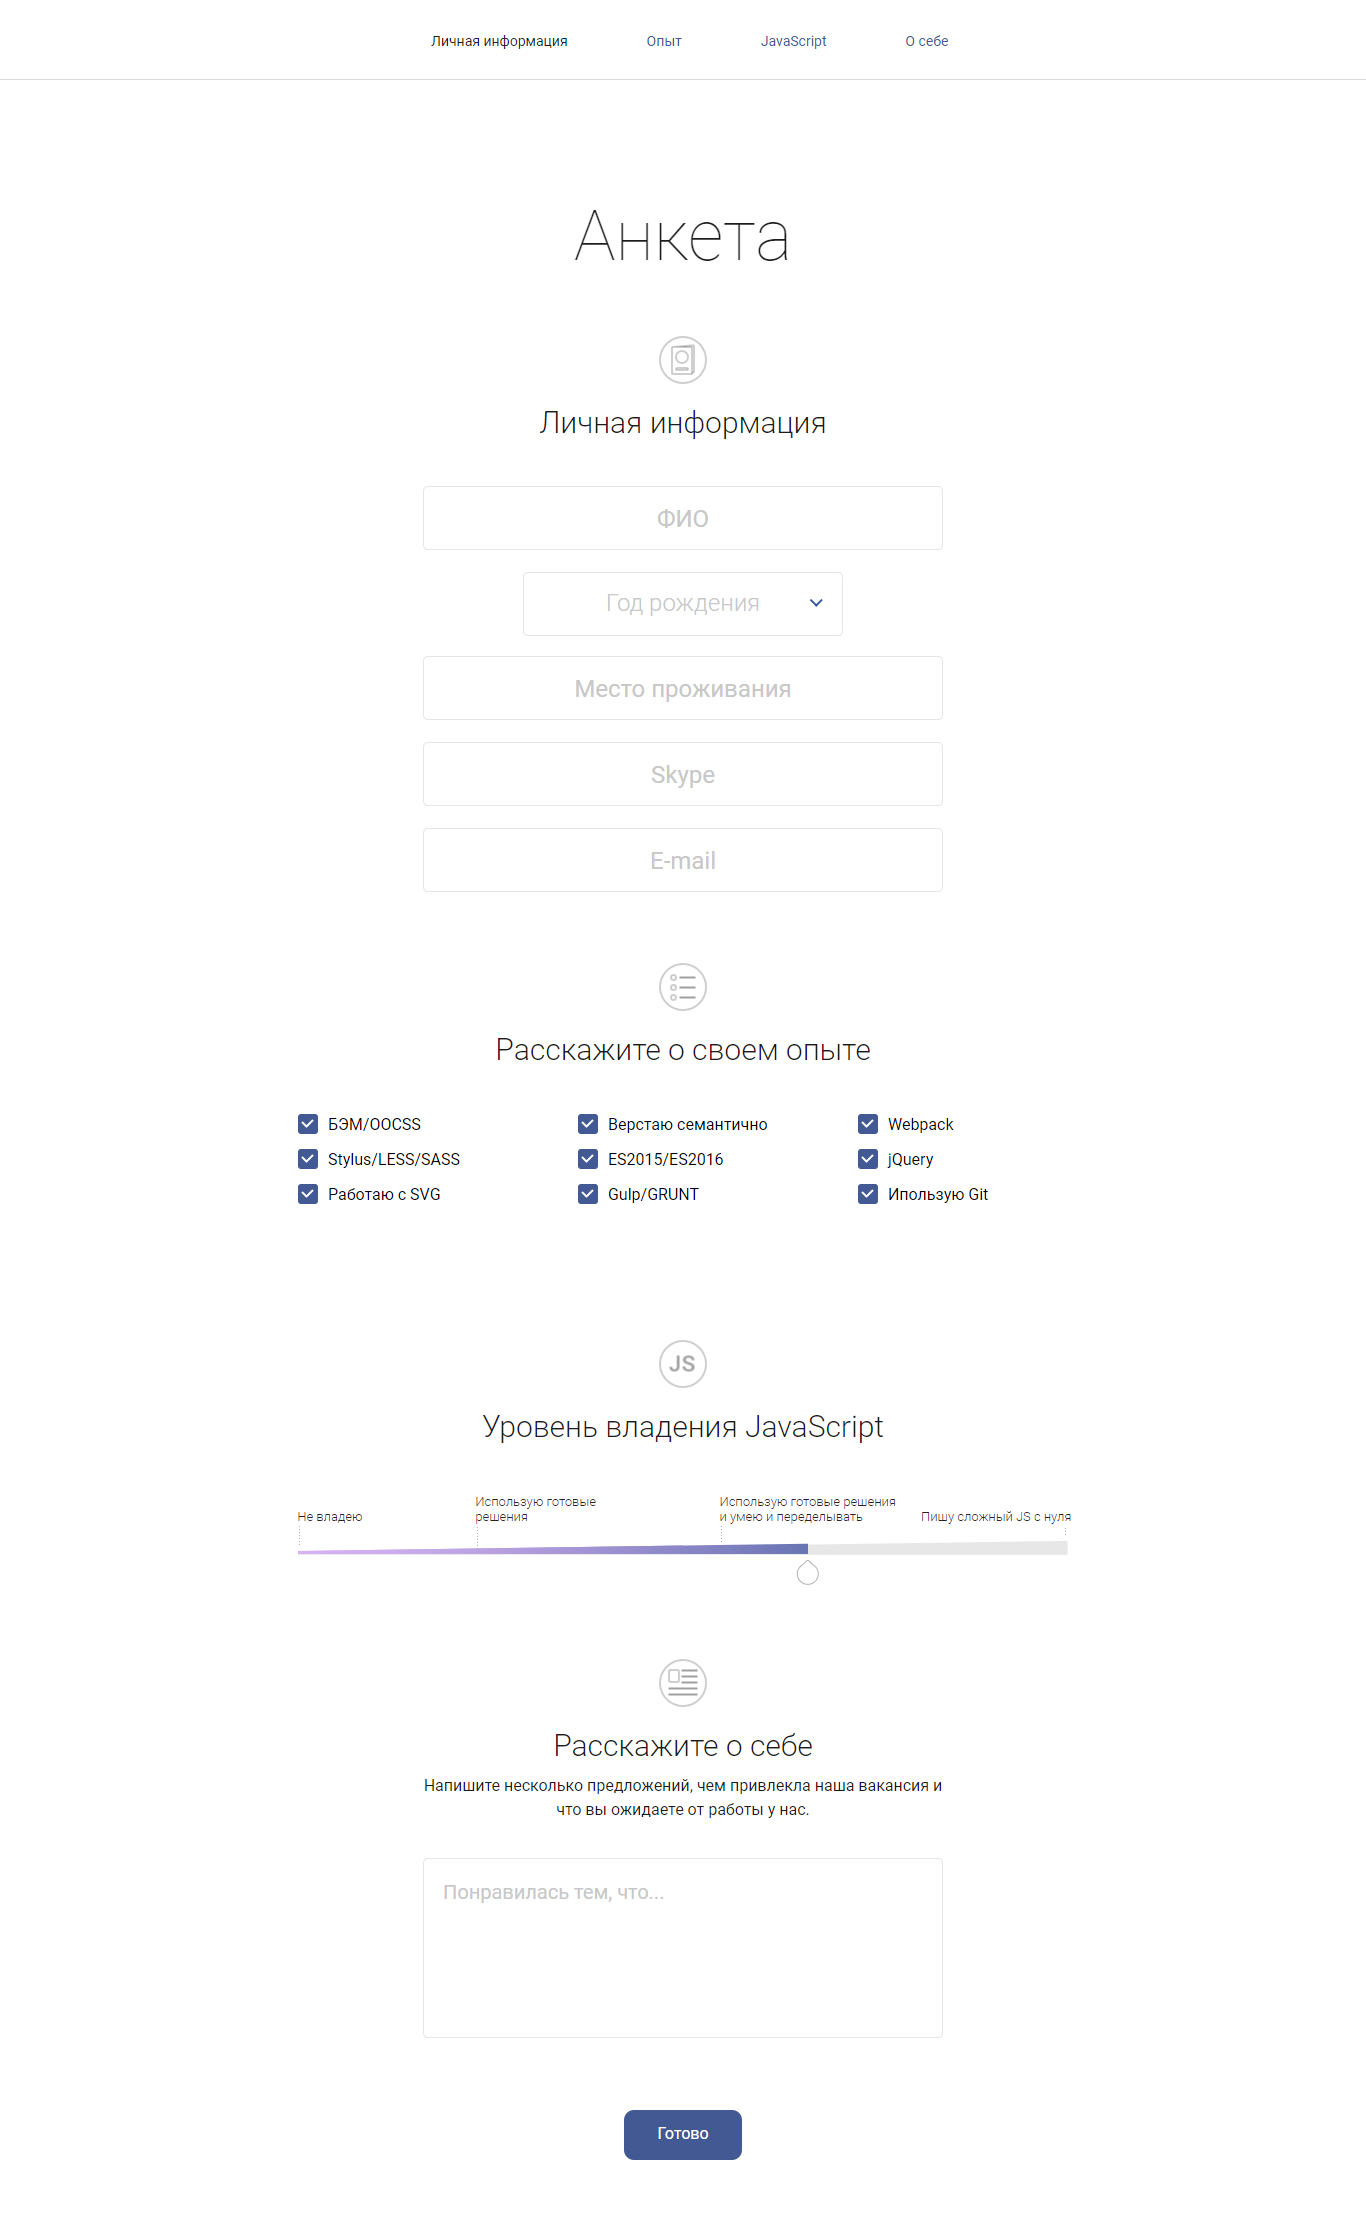 Личная информация
Опыт
JavaScript
О себе
Анкета
Личная информация
ФИО
Год рождения
Место проживания
Skype
E-mail
Расскажите о своем опыте
БЭМ/OOCSS
Верстаю семантично
Webpack
Stylus/LESS/SASS
ES2015/ES2016
jQuery
Работаю с SVG
Gulp/GRUNT
Ипользую Git
JS
Уровень владения JavaScript
Не владею
Использую готовые
решения
Использую готовые решения
и умею и переделывать
Пишу сложный JS с нуля
Расскажите о себе
Напишите несколько предложений, чем привлекла наша вакансия и
что вы ожидаете от работы у нас.
Понравилась тем, что...
Готово